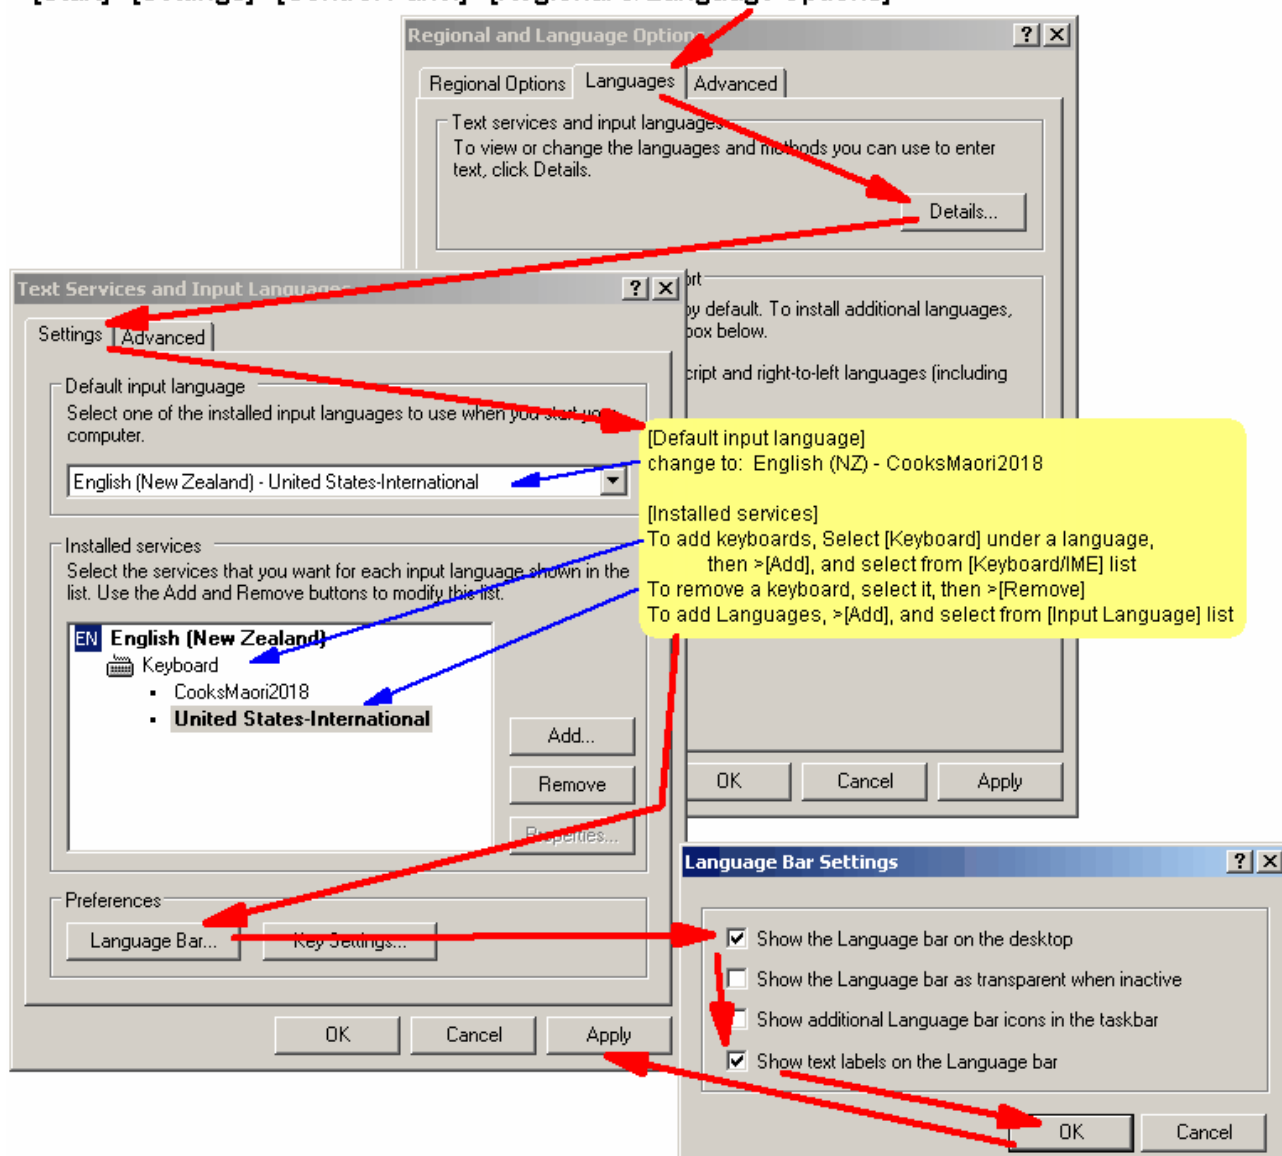 Regional and Language Optio
Regional Options Languages Advanced
Text services and input languages
To view or change the languages and methods you can use to enter
text, click Details.
Details...
by default. To install additional languages,
box below.
and right-to-left languages (including
OK Cancel Apply
Text Services and Input Languages
Settings Advanced
Default input language
Select one of the installed input languages to use when you start your
computer.
English (New Zealand) - United States-International
Installed services
Select the services that you want for each input language shown in the
list. Use the Add and Remove buttons to modify this list.
EN English (New Zealand)
Keyboard
CooksMaori2018
United States-International
Add...
Remove
Properties...
Preferences
Language Bar... Key Settings...
OK Cancel Apply
[Default input language]
change to: English (NZ) - CooksMaori2018
[Installed services]
To add keyboards, Select [Keyboard] under a language,
then >[Add], and select from [Keyboard/IME] list
To remove a keyboard, select it, then >[Remove]
To add Languages, >[Add], and select from [Input Language] list
Language Bar Settings
Show the Language bar on the desktop
Show the Language bar as transparent when inactive
Show additional Language bar icons in the taskbar
Show text labels on the Language bar
OK Cancel